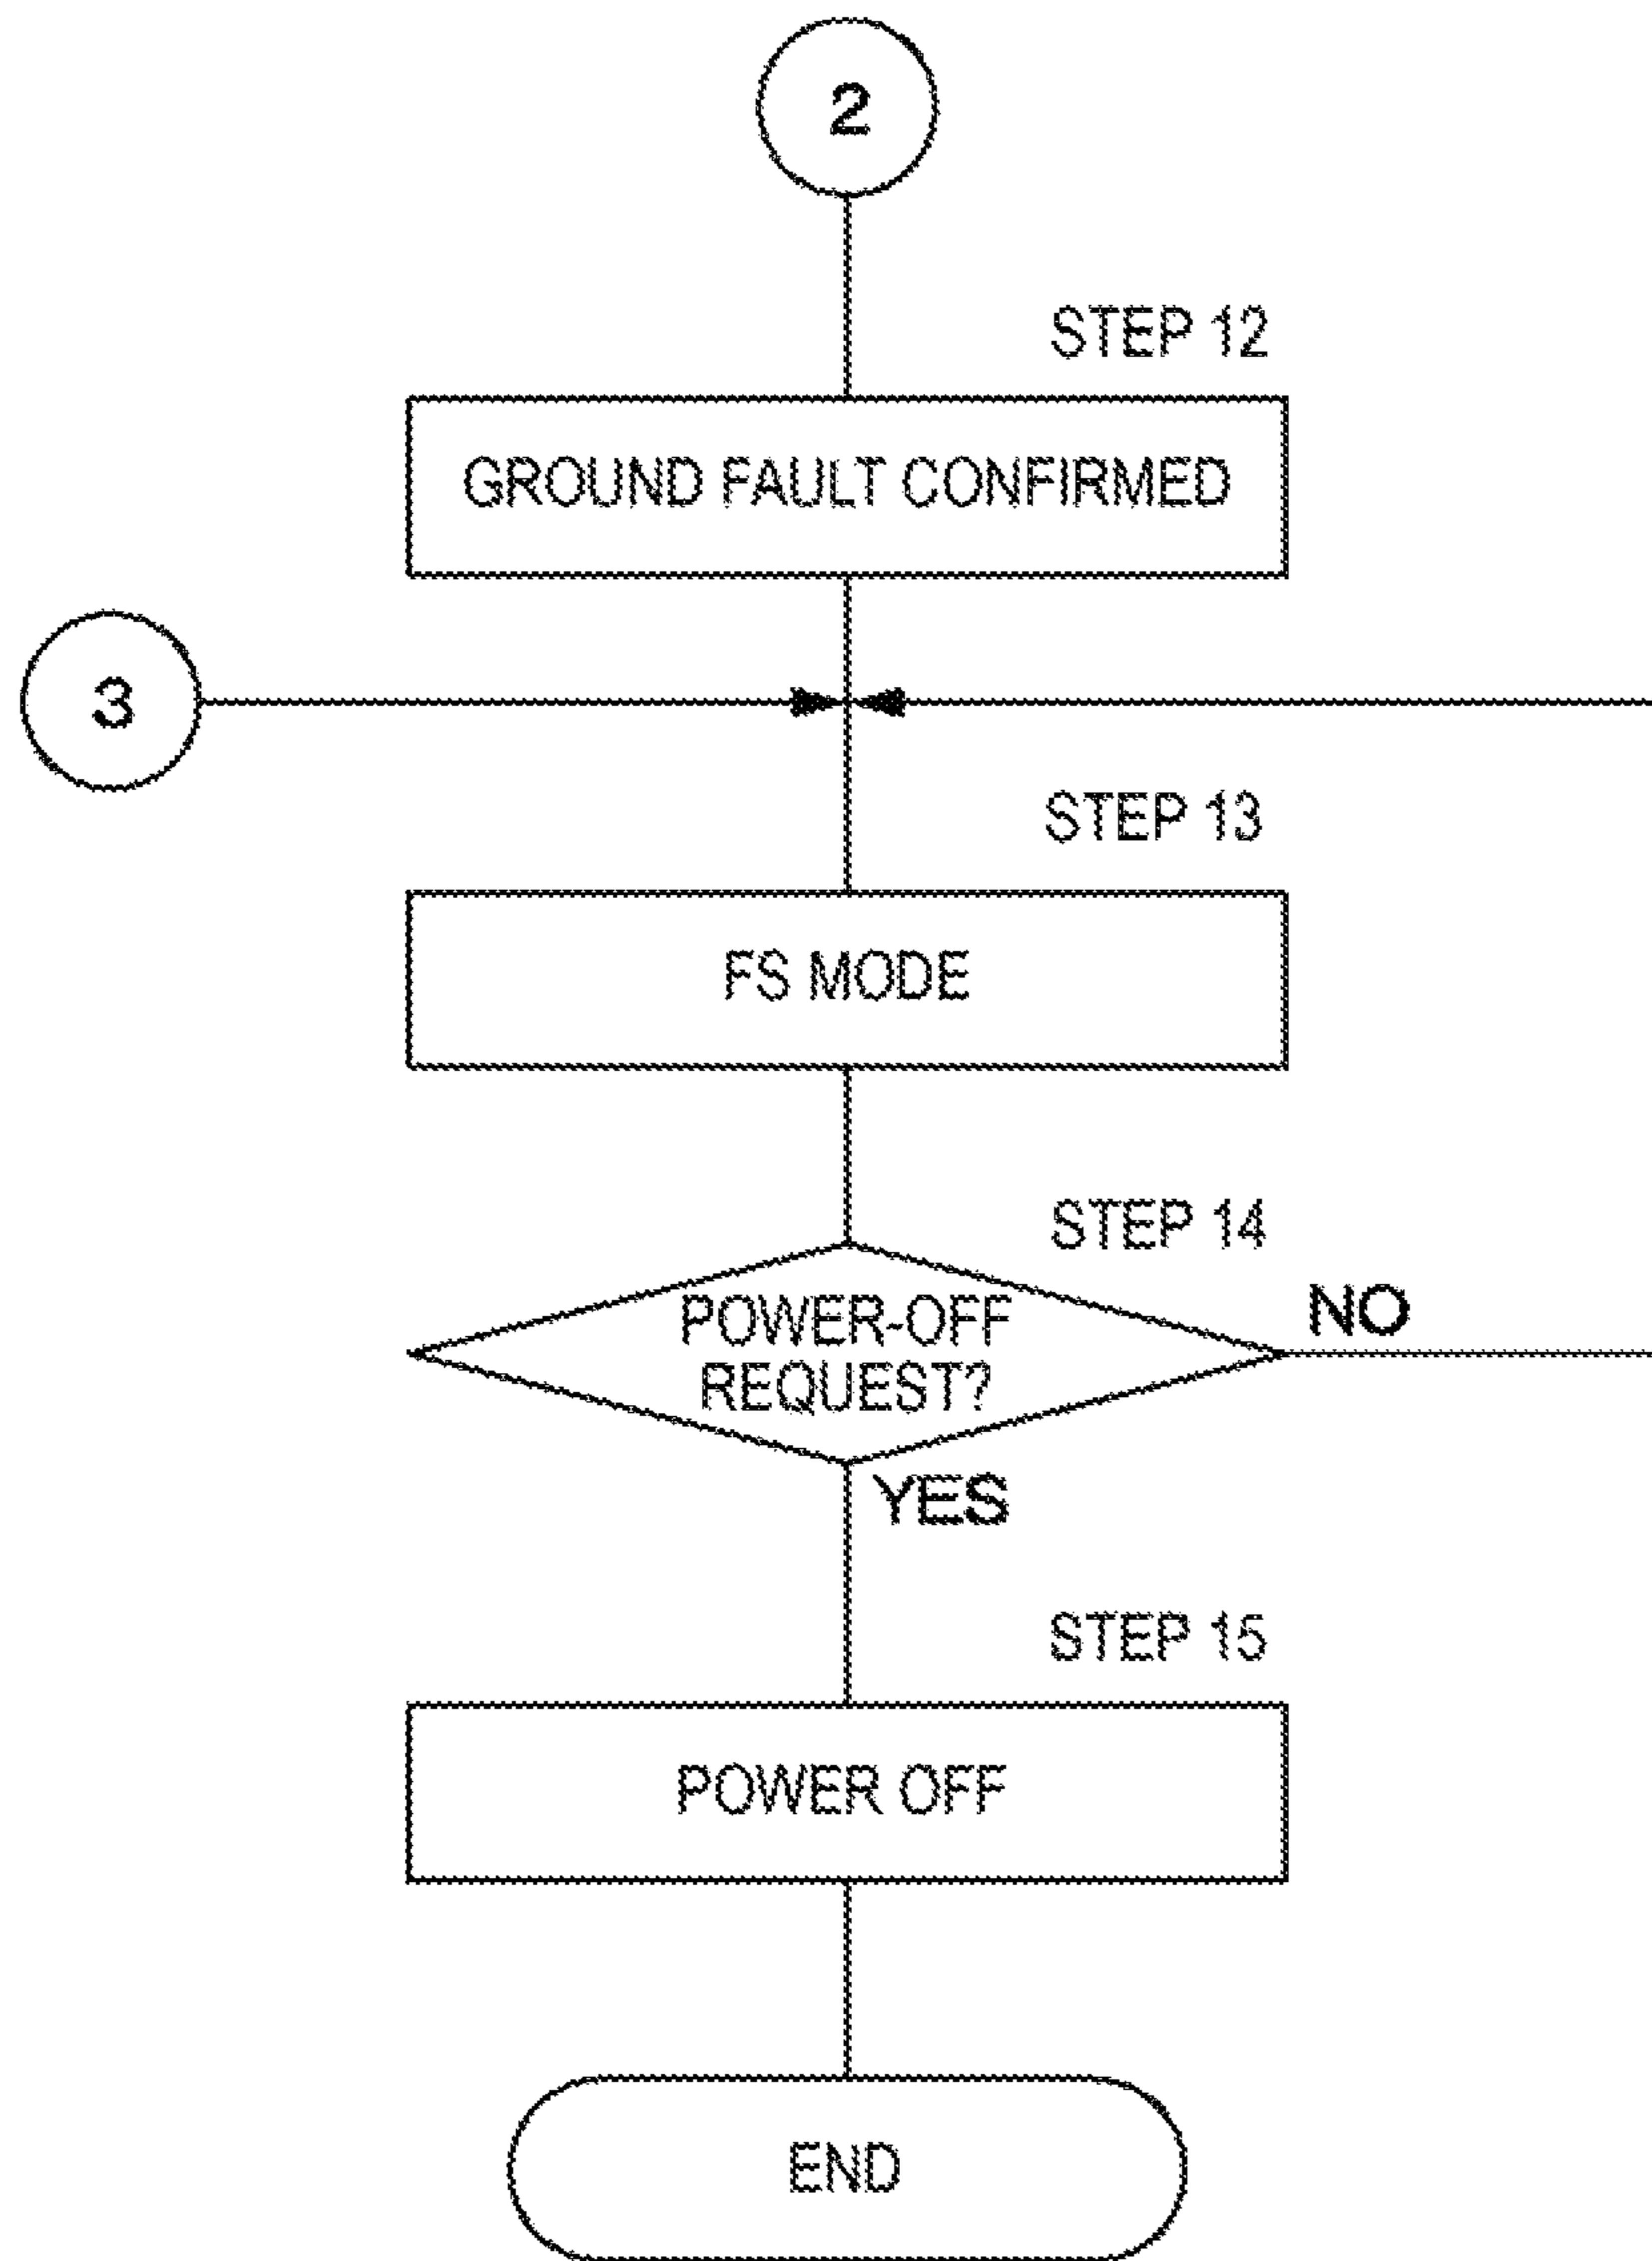 2
STEP 12
GROUND FAULT CONFIRMED
3
STEP 13
FS MODE
STEP 14
POWER-OFF
REQUEST?
NO
YES
STEP 15
POWER OFF
END